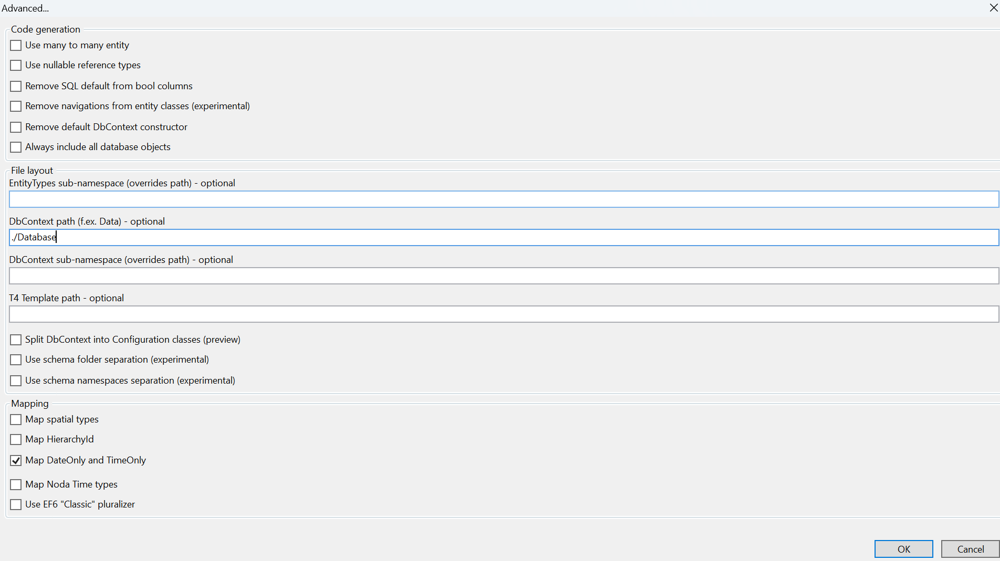 Advanced...
Code generation
Use many to many entity
Use nullable reference types
Remove SQL default from bool columns
Remove navigations from entity classes (experimental)
Remove default DbContext constructor
Always include all database objects
File layout
EntityTypes sub-namespace (overrides path) - optional
DbContext path (f.ex. Data) - optional
./Database
DbContext sub-namespace (overrides path) - optional
T4 Template path - optional
Split DbContext into Configuration classes (preview)
Use schema folder separation (experimental)
Use schema namespaces separation (experimental)
Mapping
Map spatial types
Map HierarchyId
Map DateOnly and TimeOnly
Map Noda Time types
Use EF6 "Classic" pluralizer
OK Cancel